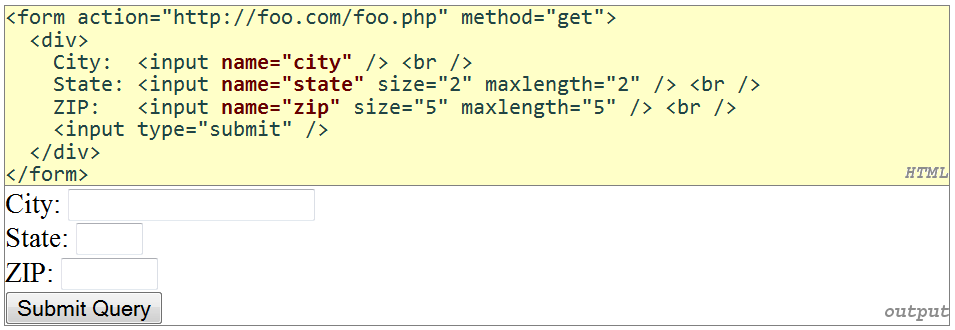 <form action="http://foo.com/foo.php" method="get">
  <div>
    City:  <input name="city" /> <br />
    State: <input name="state" size="2" maxlength="2" /> <br />
    ZIP:   <input name="zip" size="5" maxlength="5" /> <br />
    <input type="submit" />
  </div>
</form>
HTML
City:
State:
ZIP:
Submit Query
output